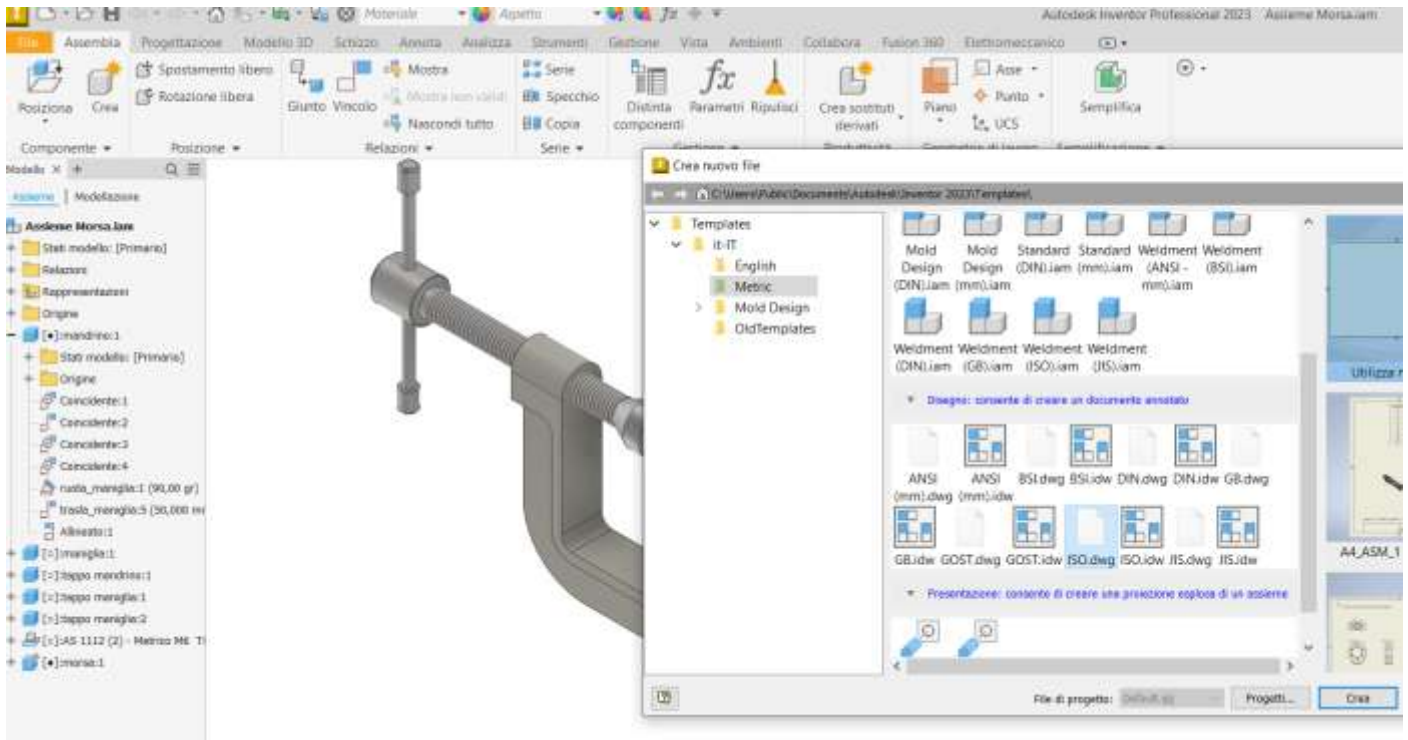 Materiale
Aspetto
Autodesk Inventor Professional 2023 Assieme Morsa.iam
File Assembla Progettazione Modello 3D Schizzo Annota Analizza Strumenti Gestione Vista Ambienti Collabora Fusion 360 Elettromeccanico
Posiziona
Crea
Spostamento libero
Rotazione libera
Giunto
Vincolo
Mostra
Mostra non validi
Nascondi tutto
Serie
Specchio
Copia
Distinta componenti
fx
Parametri
Ripulisci
Crea sostituti derivati
Piano
Asse
Punto
UCS
Semplifica
Componente
Posizione
Relazioni
Serie
Modello
Assieme | Modellazione
Assieme Morsa.iam
Stati modello: [Primario]
Relazioni
Rappresentazioni
Origine
[●]:mandrino:1
Stati modello: [Primario]
Origine
Coincidente:1
Coincidente:2
Coincidente:3
Coincidente:4
ruota_maniglia:1 (90,00 gr)
trasla_maniglia:5 (50,000 m
Allineato:1
[=]:maniglia:1
[=]:tappo mandrino:1
[=]:tappo maniglia:1
[=]:tappo maniglia:2
[=]:AS 1112 (2) - Metrico M6
[●]:morsa:1
Crea nuovo file
C:\Users\Public\Documents\Autodesk\Inventor 2023\Templates\
Templates
it-IT
English
Metric
Mold Design
OldTemplates
Mold Design (DIN).iam
Mold Design (mm).iam
Standard (DIN).iam
Standard (mm).iam
Weldment (ANSI - mm).iam
Weldment (BSI).iam
Weldment (DIN).iam
Weldment (GB).iam
Weldment (ISO).iam
Weldment (JIS).iam
Disegno: consente di creare un documento annotato
ANSI (mm).dwg
ANSI (mm).idw
BSI.dwg
BSI.idw
DIN.dwg
DIN.idw
GB.dwg
GB.idw
GOST.dwg
GOST.idw
ISO.dwg
ISO.idw
JIS.dwg
JIS.idw
Presentazione: consente di creare una proiezione esplosa di un assieme
Utilizza
A4_ASM_1
File di progetto:
Default.ipj
Progetti...
Crea